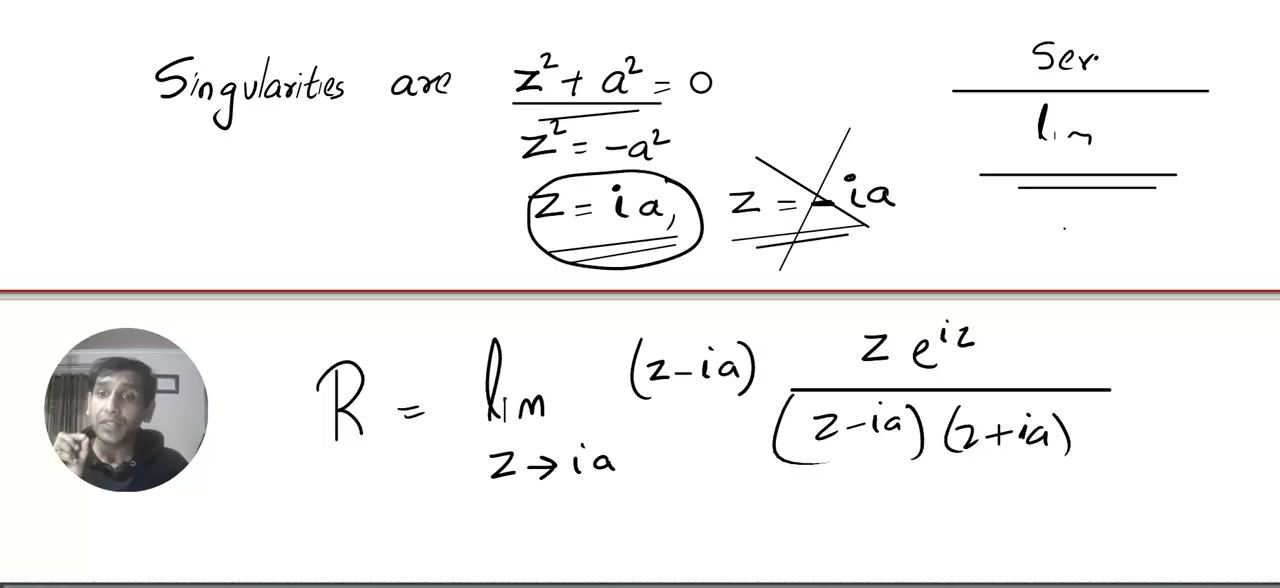 Singularities are z² + a² = 0
z² = -a²
z = ia, z = -ia
Ser.
lim
R = lim z→ia (z-ia) z e^{iz} / (z-ia)(z+ia)